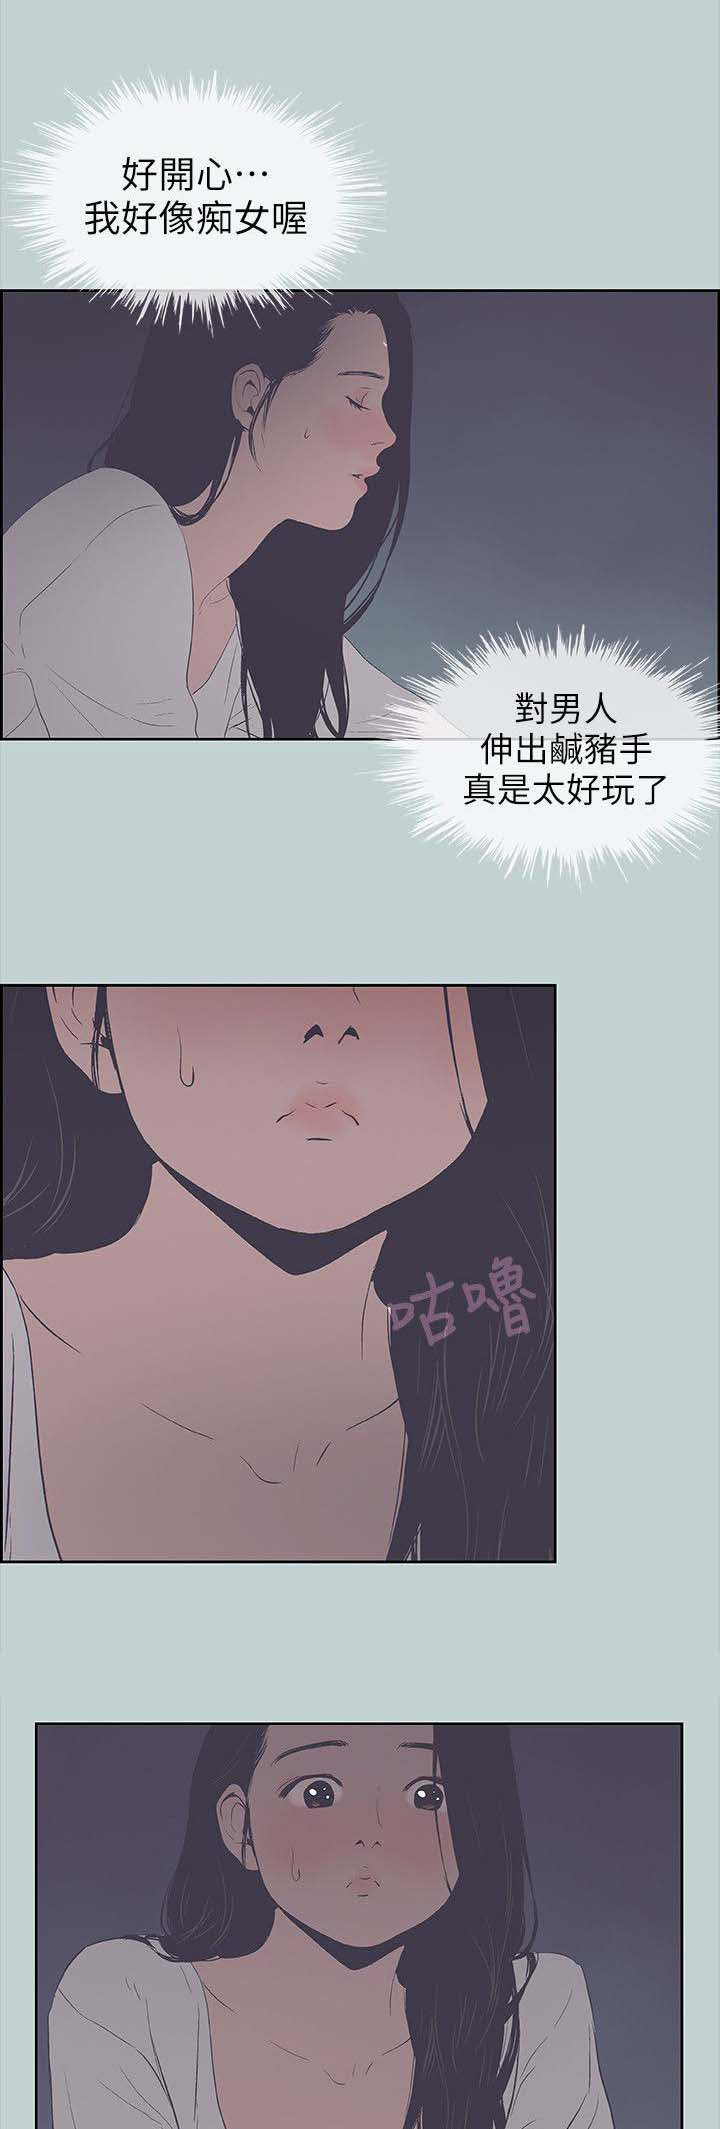 好開心⋯
我好像痴女喔
對男人
伸出鹹豬手
真是太好玩了
咕嚕